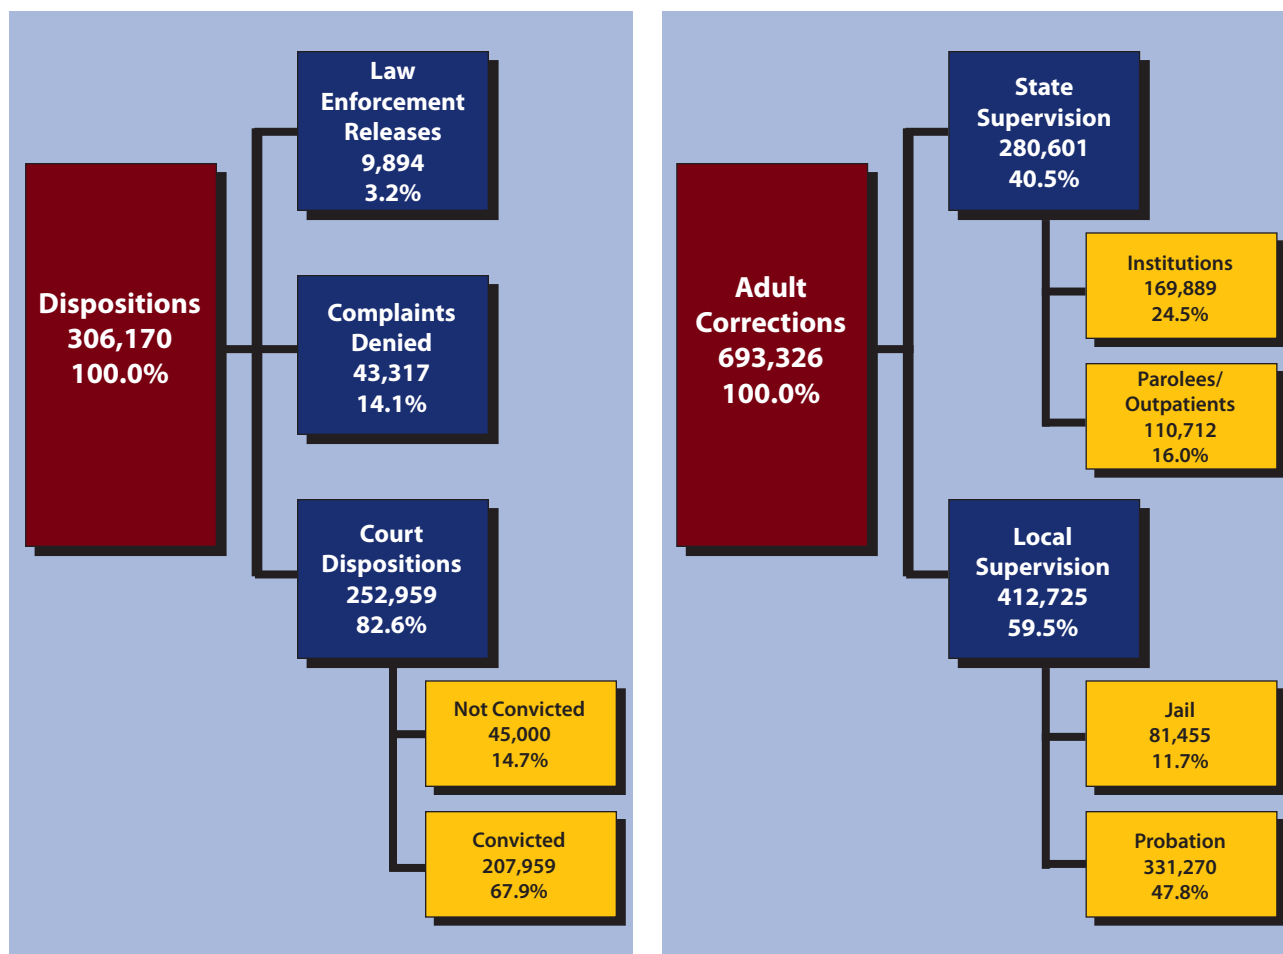 Dispositions
306,170
100.0%
Law
Enforcement
Releases
9,894
3.2%
Complaints
Denied
43,317
14.1%
Court
Dispositions
252,959
82.6%
Not Convicted
45,000
14.7%
Convicted
207,959
67.9%
Adult
Corrections
693,326
100.0%
State
Supervision
280,601
40.5%
Institutions
169,889
24.5%
Parolees/
Outpatients
110,712
16.0%
Local
Supervision
412,725
59.5%
Jail
81,455
11.7%
Probation
331,270
47.8%